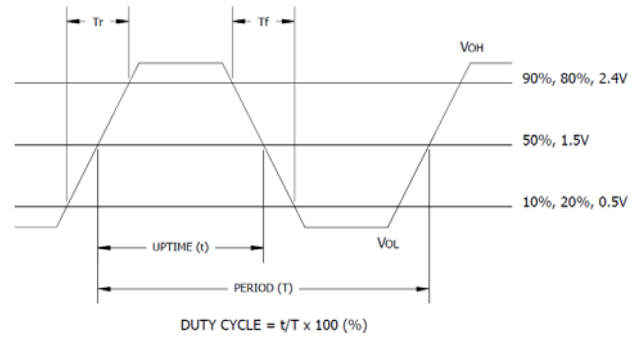 Tr
Tf
VOH
90%, 80%, 2.4V
50%, 1.5V
10%, 20%, 0.5V
UPTIME (t)
VOL
PERIOD (T)
DUTY CYCLE = t/T x 100 (%)